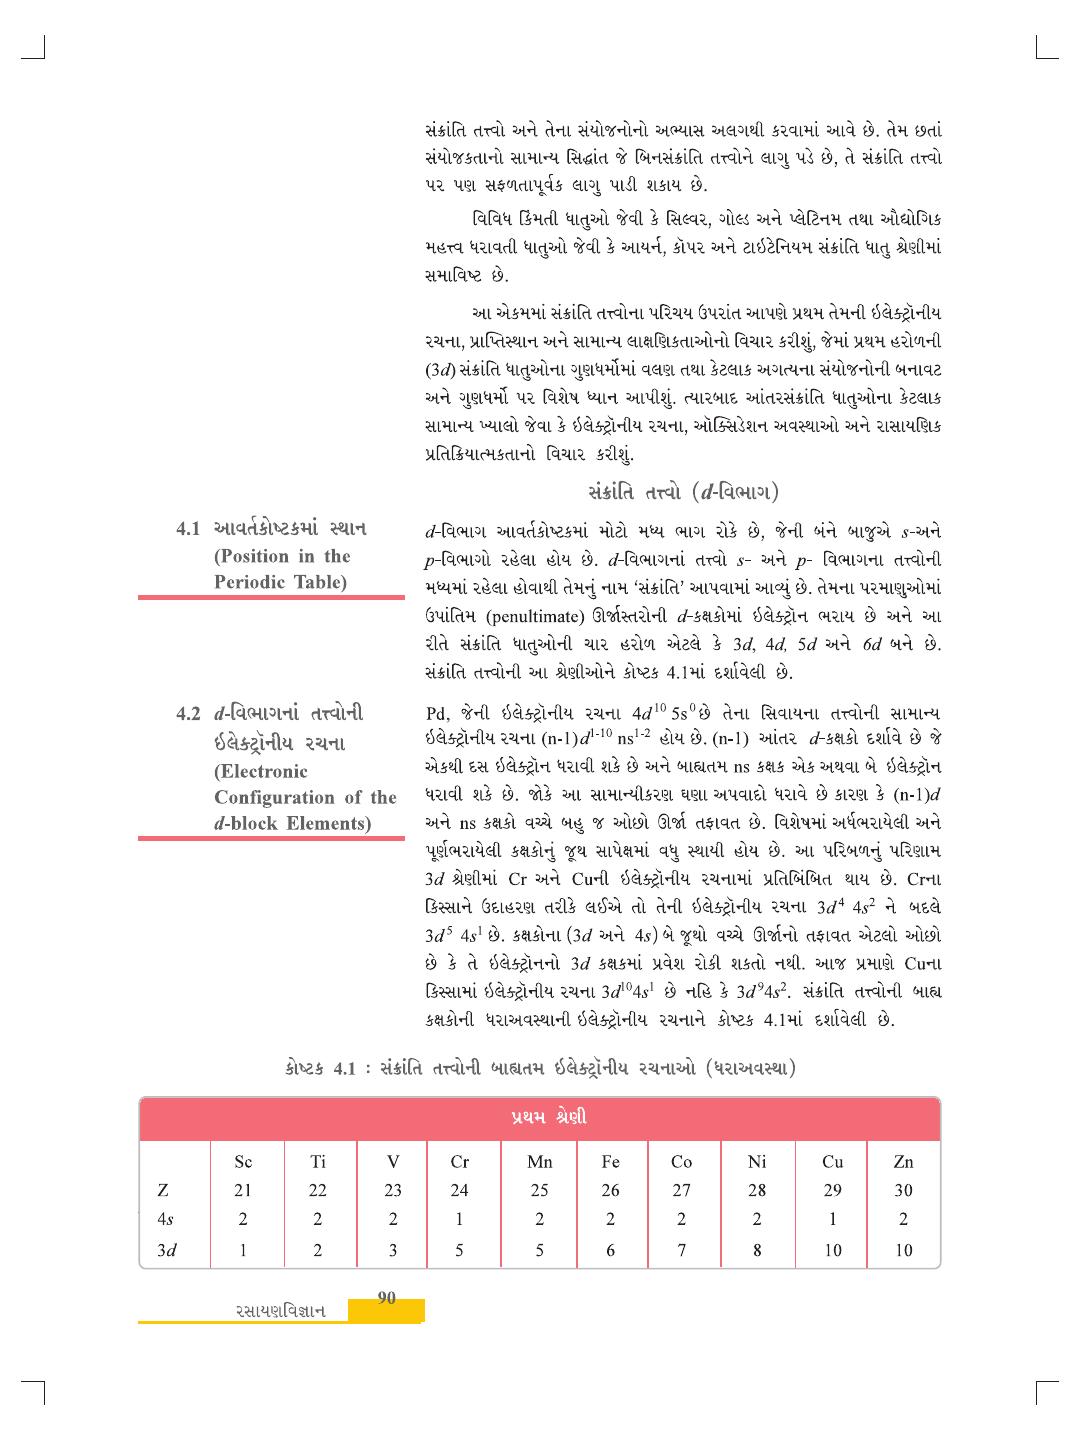 સંક્રાંતિ તત્ત્વો અને તેના સંયોજનોનો અભ્યાસ અલગથી કરવામાં આવે છે. તેમ છતાં
સંયોજકતાનો સામાન્ય સિદ્ધાંત જે બિનસંક્રાંતિ તત્ત્વોને લાગુ પડે છે, તે સંક્રાંતિ તત્ત્વો
પર પણ સફળતાપૂર્વક લાગુ પાડી શકાય છે.
વિવિધ કિંમતી ધાતુઓ જેવી કે સિલ્વર, ગોલ્ડ અને પ્લેટિનમ તથા ઔદ્યોગિક
મહત્ત્વ ધરાવતી ધાતુઓ જેવી કે આયર્ન, કૉપર અને ટાઇટેનિયમ સંક્રાંતિ ધાતુ શ્રેણીમાં
સમાવિષ્ટ છે.
આ એકમમાં સંક્રાંતિ તત્ત્વોના પરિચય ઉપરાંત આપણે પ્રથમ તેમની ઇલેક્ટ્રૉનીય
રચના, પ્રાપ્તિસ્થાન અને સામાન્ય લાક્ષણિકતાઓનો વિચાર કરીશું, જેમાં પ્રથમ હરોળની
(3d) સંક્રાંતિ ધાતુઓના ગુણધર્મોમાં વલણ તથા કેટલાક અગત્યના સંયોજનોની બનાવટ
અને ગુણધર્મો પર વિશેષ ધ્યાન આપીશું. ત્યારબાદ આંતરસંક્રાંતિ ધાતુઓના કેટલાક
સામાન્ય ખ્યાલો જેવા કે ઇલેક્ટ્રૉનીય રચના, ઑક્સિડેશન અવસ્થાઓ અને રાસાયણિક
પ્રતિક્રિયાત્મકતાનો વિચાર કરીશું.
સંક્રાંતિ તત્ત્વો (d-વિભાગ)
4.1 આવર્તકોષ્ટકમાં સ્થાન
(Position in the
Periodic Table)
d-વિભાગ આવર્તકોષ્ટકમાં મોટો મધ્ય ભાગ રોકે છે, જેની બંને બાજુએ s-અને
p-વિભાગો રહેલા હોય છે. d-વિભાગનાં તત્ત્વો s- અને p- વિભાગના તત્ત્વોની
મધ્યમાં રહેલા હોવાથી તેમનું નામ ‘સંક્રાંતિ’ આપવામાં આવ્યું છે. તેમના પરમાણુઓમાં
ઉપાંતિમ (penultimate) ઊર્જાસ્તરોની d-કક્ષકોમાં ઇલેક્ટ્રૉન ભરાય છે અને આ
રીતે સંક્રાંતિ ધાતુઓની ચાર હરોળ એટલે કે 3d, 4d, 5d અને 6d બને છે.
સંક્રાંતિ તત્ત્વોની આ શ્રેણીઓને કોષ્ટક 4.1માં દર્શાવેલી છે.
4.2 d-વિભાગનાં તત્ત્વોની
ઇલેક્ટ્રૉનીય રચના
(Electronic
Configuration of the
d-block Elements)
Pd, જેની ઇલેક્ટ્રૉનીય રચના 4d¹⁰ 5s⁰ છે તેના સિવાયના તત્ત્વોની સામાન્ય
ઇલેક્ટ્રૉનીય રચના (n-1)d¹⁻¹⁰ ns¹⁻² હોય છે. (n-1) આંતર d-કક્ષકો દર્શાવે છે જે
એકથી દસ ઇલેક્ટ્રૉન ધરાવી શકે છે અને બાહ્યતમ ns કક્ષક એક અથવા બે ઇલેક્ટ્રૉન
ધરાવી શકે છે. જોકે આ સામાન્યીકરણ ઘણા અપવાદો ધરાવે છે કારણ કે (n-1)d
અને ns કક્ષકો વચ્ચે બહુ જ ઓછો ઊર્જા તફાવત છે. વિશેષમાં અર્ધભરાયેલી અને
પૂર્ણભરાયેલી કક્ષકોનું જૂથ સાપેક્ષમાં વધુ સ્થાયી હોય છે. આ પરિબળનું પરિણામ
3d શ્રેણીમાં Cr અને Cuની ઇલેક્ટ્રૉનીય રચનામાં પ્રતિબિંબિત થાય છે. Crના
કિસ્સાને ઉદાહરણ તરીકે લઈએ તો તેની ઇલેક્ટ્રૉનીય રચના 3d⁴ 4s² ને બદલે
3d⁵ 4s¹ છે. કક્ષકોના (3d અને 4s) બે જૂથો વચ્ચે ઊર્જાનો તફાવત એટલો ઓછો
છે કે તે ઇલેક્ટ્રૉનનો 3d કક્ષકમાં પ્રવેશ રોકી શકતો નથી. આજ પ્રમાણે Cuના
કિસ્સામાં ઇલેક્ટ્રૉનીય રચના 3d¹⁰4s¹ છે નહિ કે 3d⁹4s². સંક્રાંતિ તત્ત્વોની બાહ્ય
કક્ષકોની ધરાઅવસ્થાની ઇલેક્ટ્રૉનીય રચનાને કોષ્ટક 4.1માં દર્શાવેલી છે.
કોષ્ટક 4.1 : સંક્રાંતિ તત્ત્વોની બાહ્યતમ ઇલેક્ટ્રૉનીય રચનાઓ (ધરાઅવસ્થા)
પ્રથમ શ્રેણી
Sc Ti V Cr Mn Fe Co Ni Cu Zn
Z 21 22 23 24 25 26 27 28 29 30
4s 2 2 2 1 2 2 2 2 1 2
3d 1 2 3 5 5 6 7 8 10 10
રસાયણવિજ્ઞાન 90